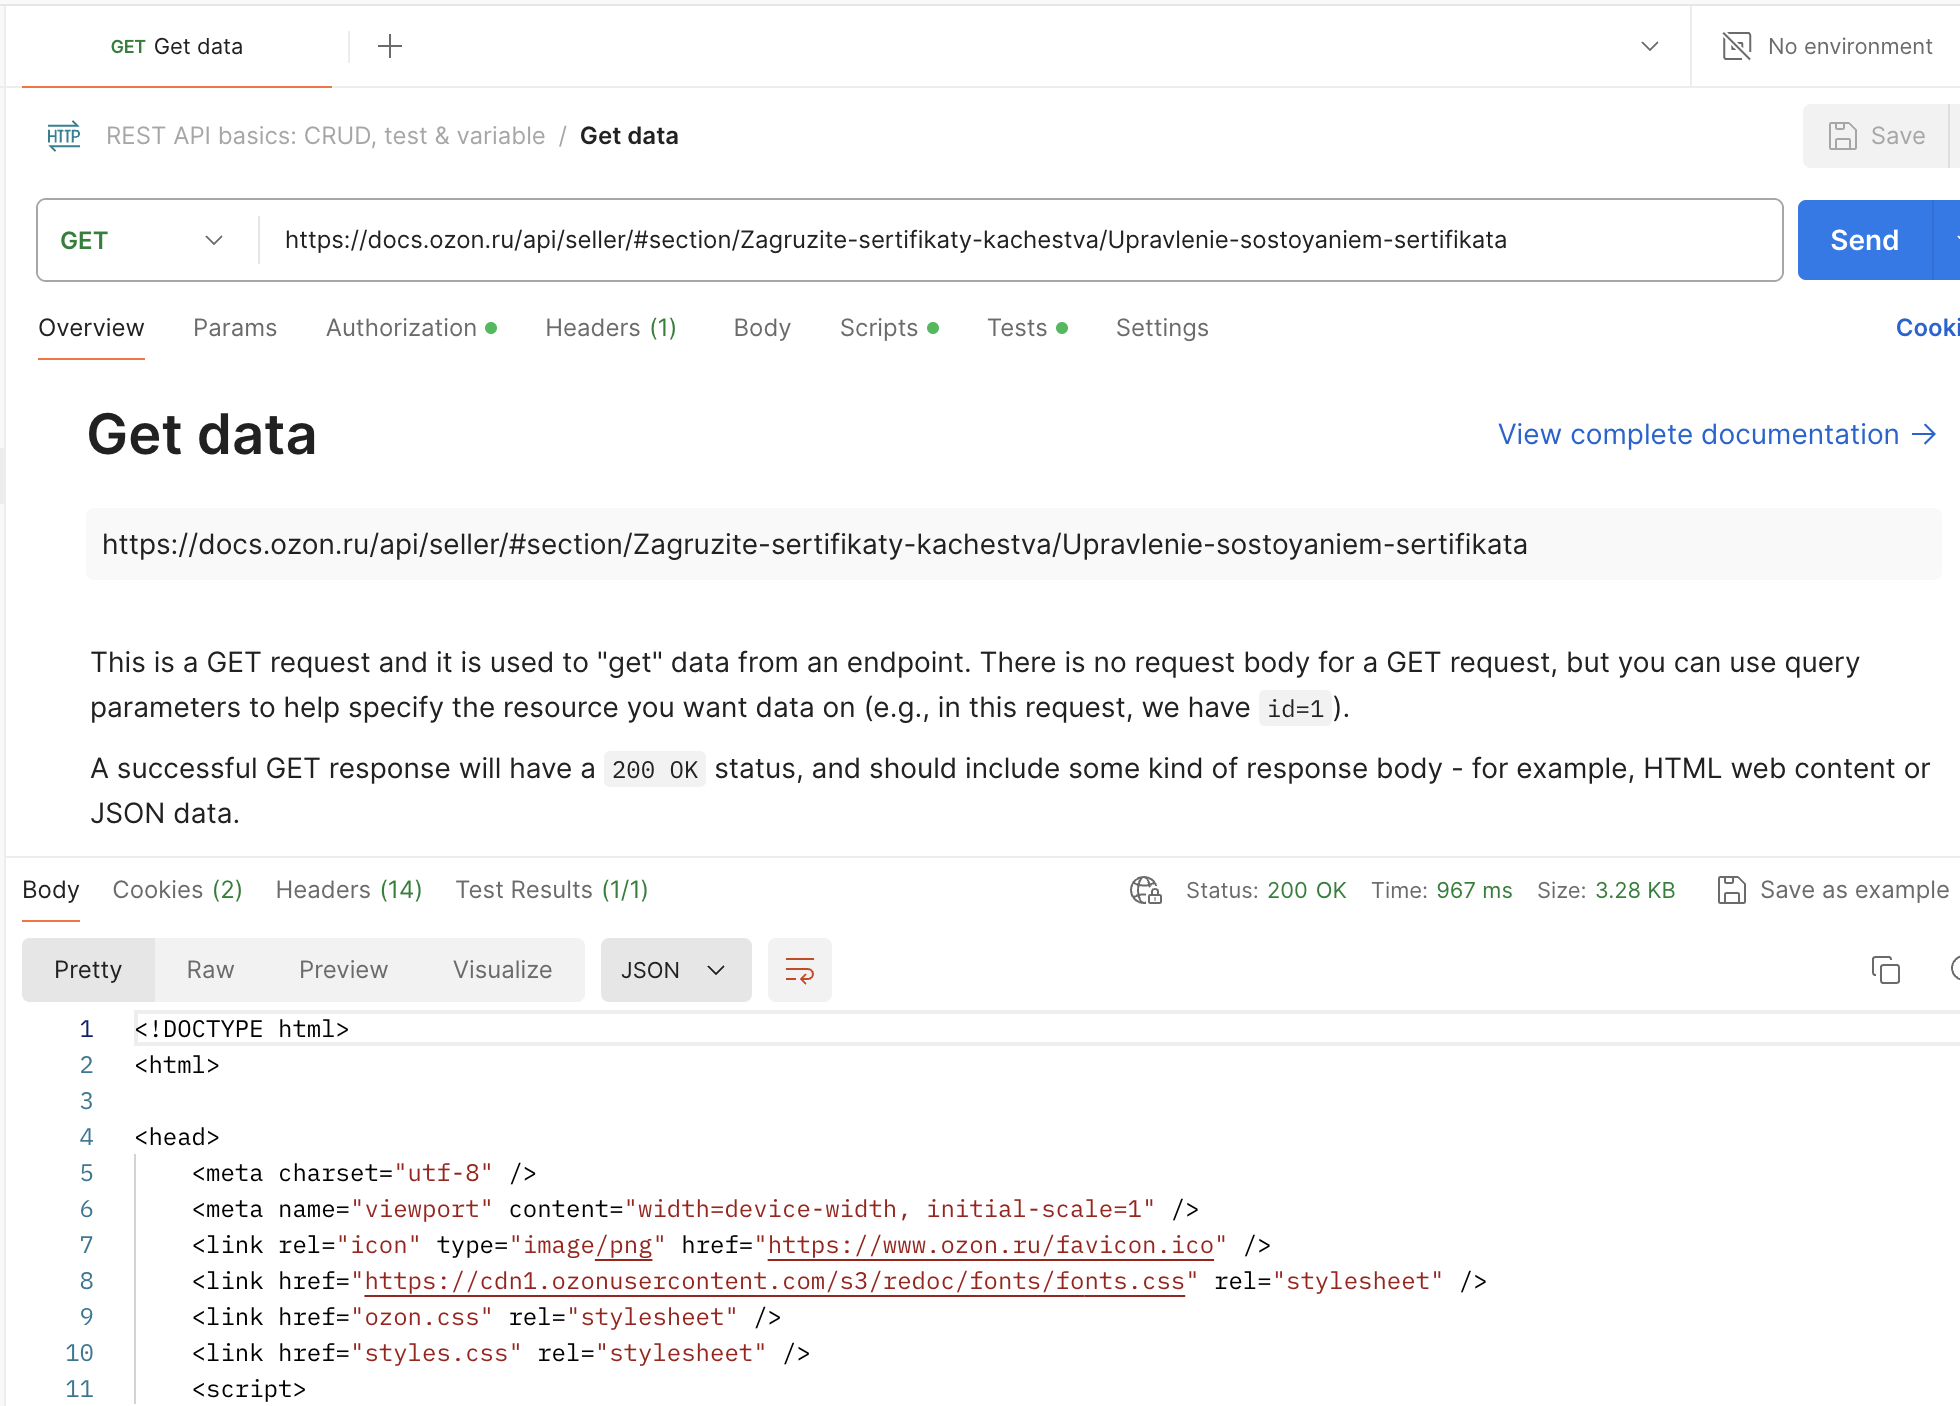 GET Get data
No environment
HTTP REST API basics: CRUD, test & variable / Get data
Save
GET https://docs.ozon.ru/api/seller/#section/Zagruzite-sertifikaty-kachestva/Upravlenie-sostoyaniem-sertifikata
Send
Overview Params Authorization Headers (1) Body Scripts Tests Settings Cooki
Get data
View complete documentation →
https://docs.ozon.ru/api/seller/#section/Zagruzite-sertifikaty-kachestva/Upravlenie-sostoyaniem-sertifikata
This is a GET request and it is used to "get" data from an endpoint. There is no request body for a GET request, but you can use query
parameters to help specify the resource you want data on (e.g., in this request, we have id=1 ).
A successful GET response will have a 200 OK status, and should include some kind of response body - for example, HTML web content or
JSON data.
Body Cookies (2) Headers (14) Test Results (1/1) Status: 200 OK Time: 967 ms Size: 3.28 KB Save as example
Pretty Raw Preview Visualize JSON
1 <!DOCTYPE html>
2 <html>
3
4 <head>
5 <meta charset="utf-8" />
6 <meta name="viewport" content="width=device-width, initial-scale=1" />
7 <link rel="icon" type="image/png" href="https://www.ozon.ru/favicon.ico" />
8 <link href="https://cdn1.ozonusercontent.com/s3/redoc/fonts/fonts.css" rel="stylesheet" />
9 <link href="ozon.css" rel="stylesheet" />
10 <link href="styles.css" rel="stylesheet" />
11 <script>